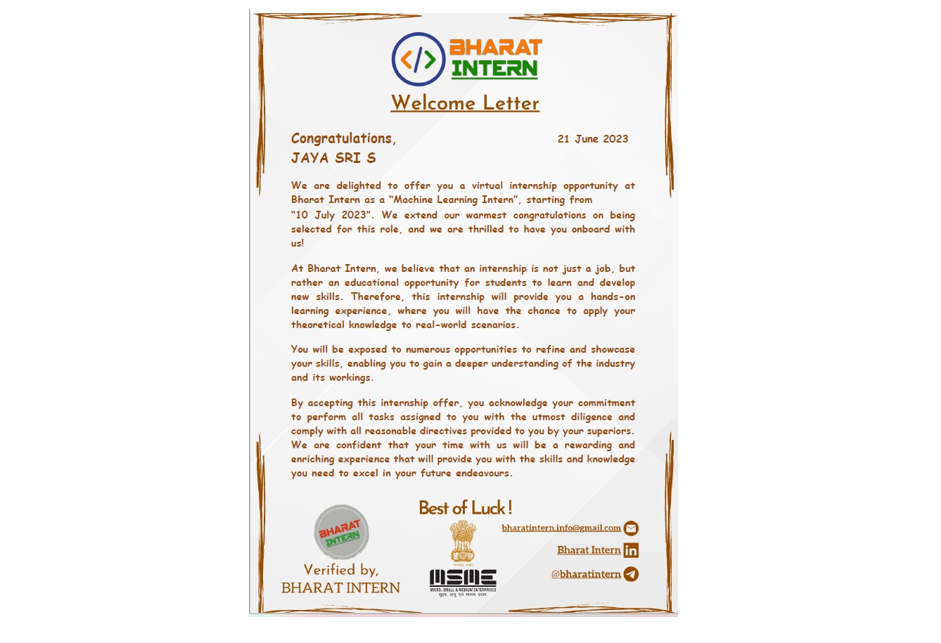 BHARAT
INTERN
Welcome Letter
Congratulations,
21 June 2023
JAYA SRI S
We are delighted to offer you a virtual internship opportunity at
Bharat Intern as a "Machine Learning Intern", starting from
"10 July 2023". We extend our warmest congratulations on being
selected for this role, and we are thrilled to have you onboard with
us!
At Bharat Intern, we believe that an internship is not just a job, but
rather an educational opportunity for students to learn and develop
new skills. Therefore, this internship will provide you a hands-on
learning experience, where you will have the chance to apply your
theoretical knowledge to real-world scenarios.
You will be exposed to numerous opportunities to refine and showcase
your skills, enabling you to gain a deeper understanding of the industry
and its workings.
By accepting this internship offer, you acknowledge your commitment
to perform all tasks assigned to you with the utmost diligence and
comply with all reasonable directives provided to you by your superiors.
We are confident that your time with us will be a rewarding and
enriching experience that will provide you with the skills and knowledge
you need to excel in your future endeavours.
Best of Luck !
bharatintern.info@gmail.com
Bharat Intern
@bharatintern
BHARAT
INTERN
Verified by,
BHARAT INTERN
MSME
MICRO, SMALL & MEDIUM ENTERPRISES
सूक्ष्म, लघु एवं मध्यम उद्यम